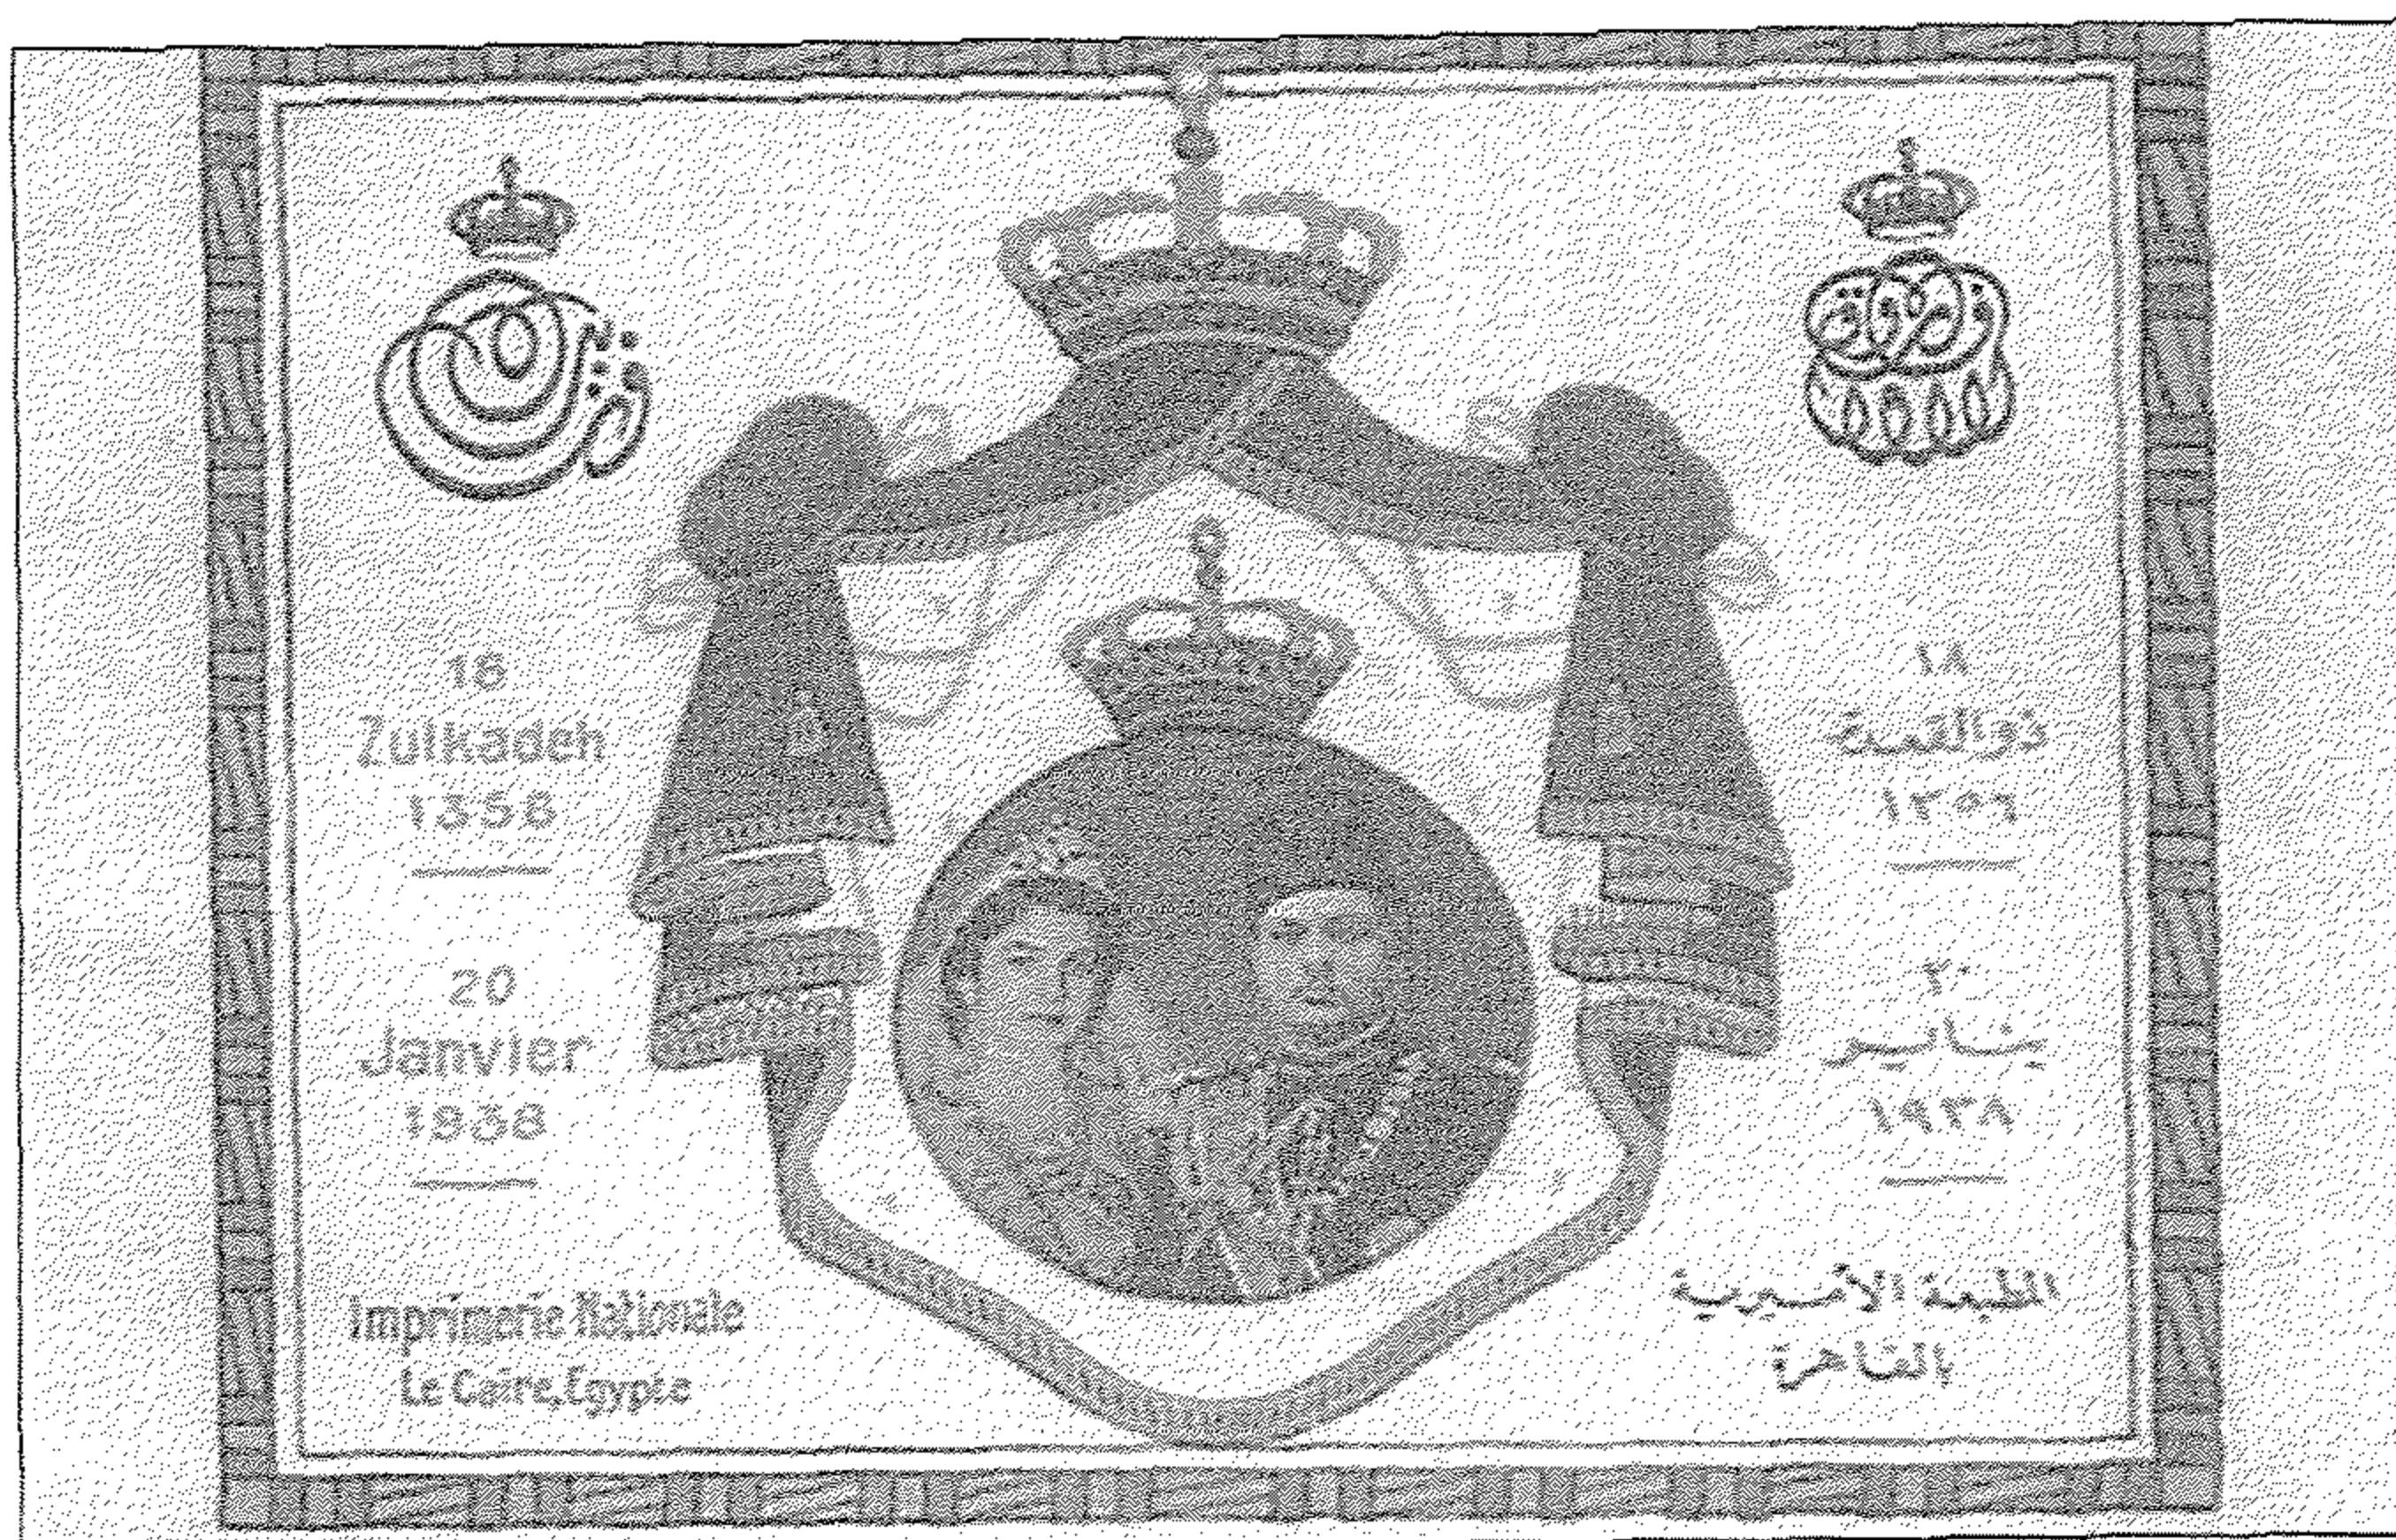 18
Zulkadeh
1356
20
Janvier
1938
Imprimerie Nationale
Le Caire, Egypte
١٨
ذو القعدة
١٣٥٦
٢٠
ينايـر
١٩٣٨
المطبعة الأميرية
بالقاهرة